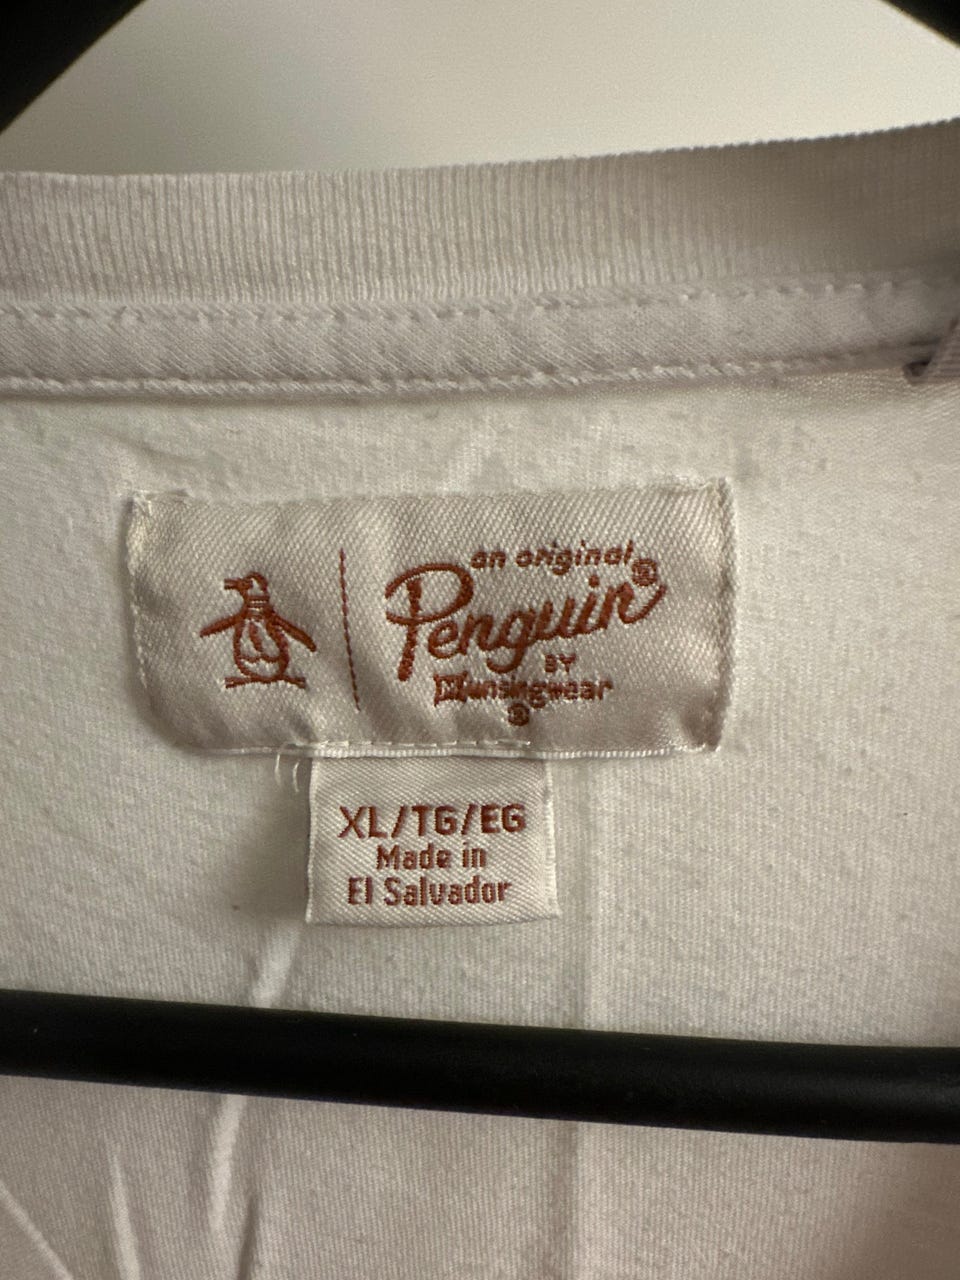 an original
Penguin®
BY
Munsingwear
®
XL/TG/EG
Made in
El Salvador